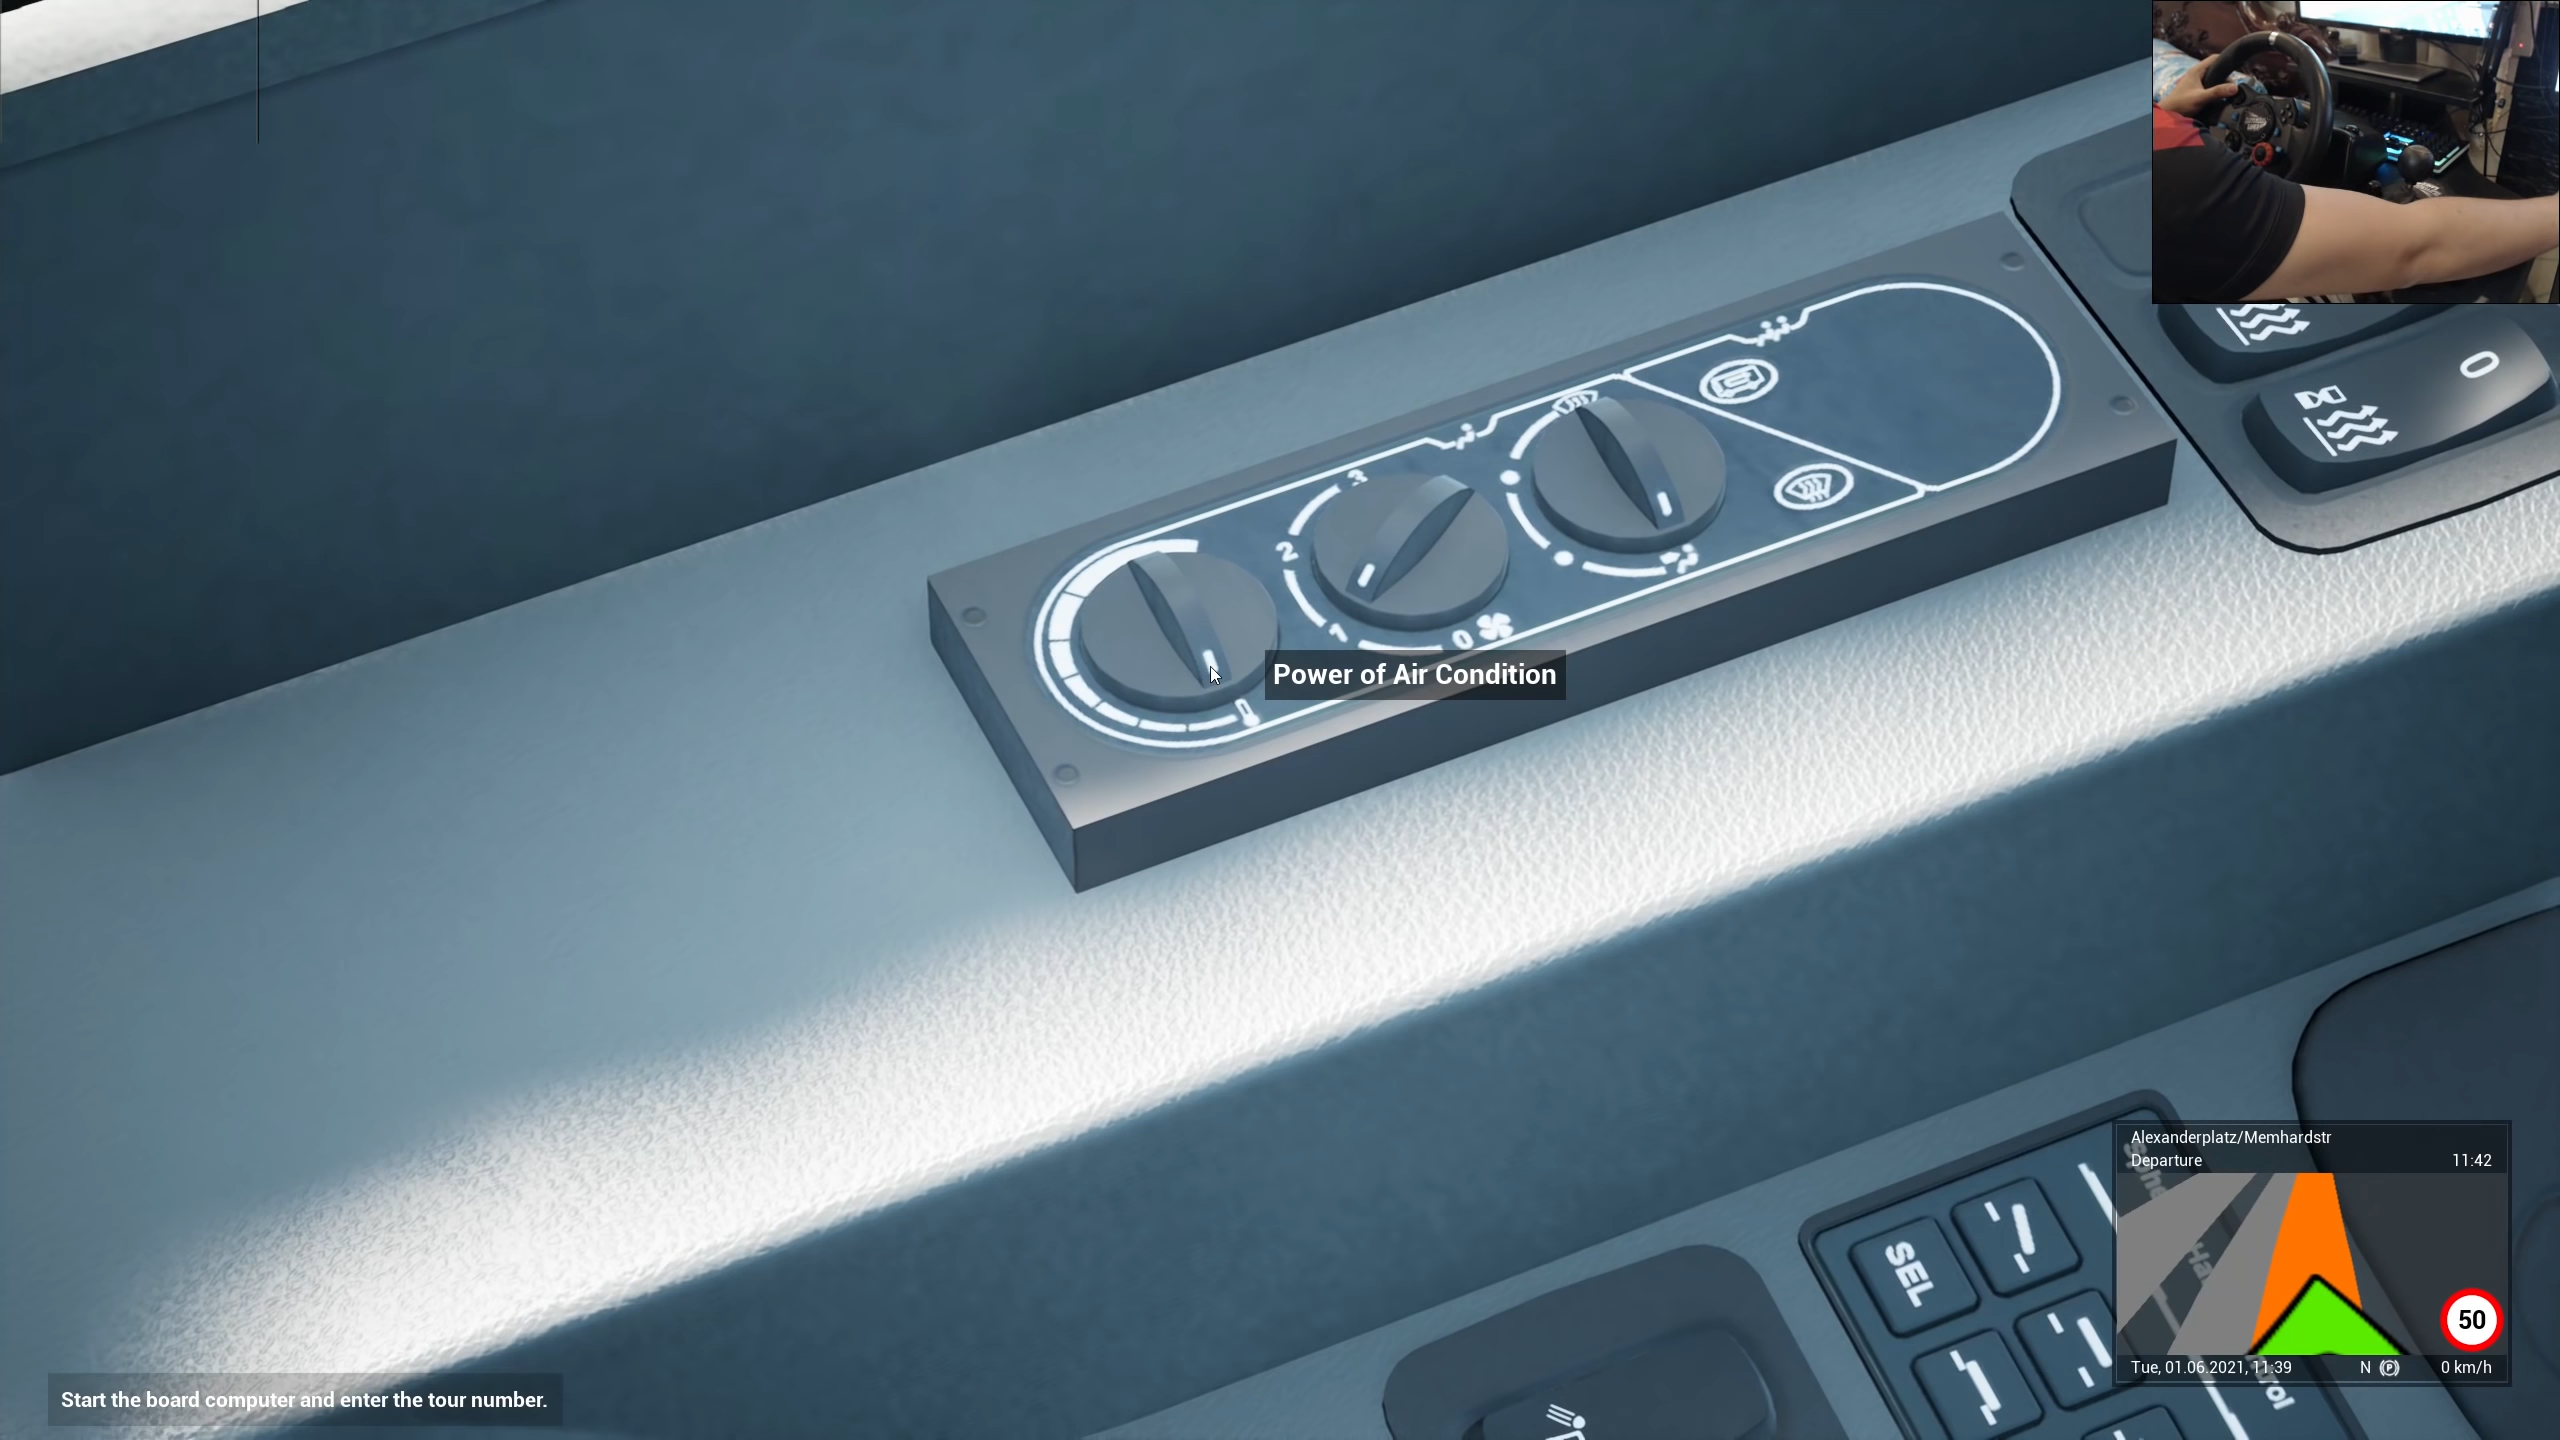 0
3
2
1
0
Power of Air Condition
SEL
Alexanderplatz/Memhardstr
Departure 11:42
50
Tue, 01.06.2021, 11:39 N (P) 0 km/h
Start the board computer and enter the tour number.